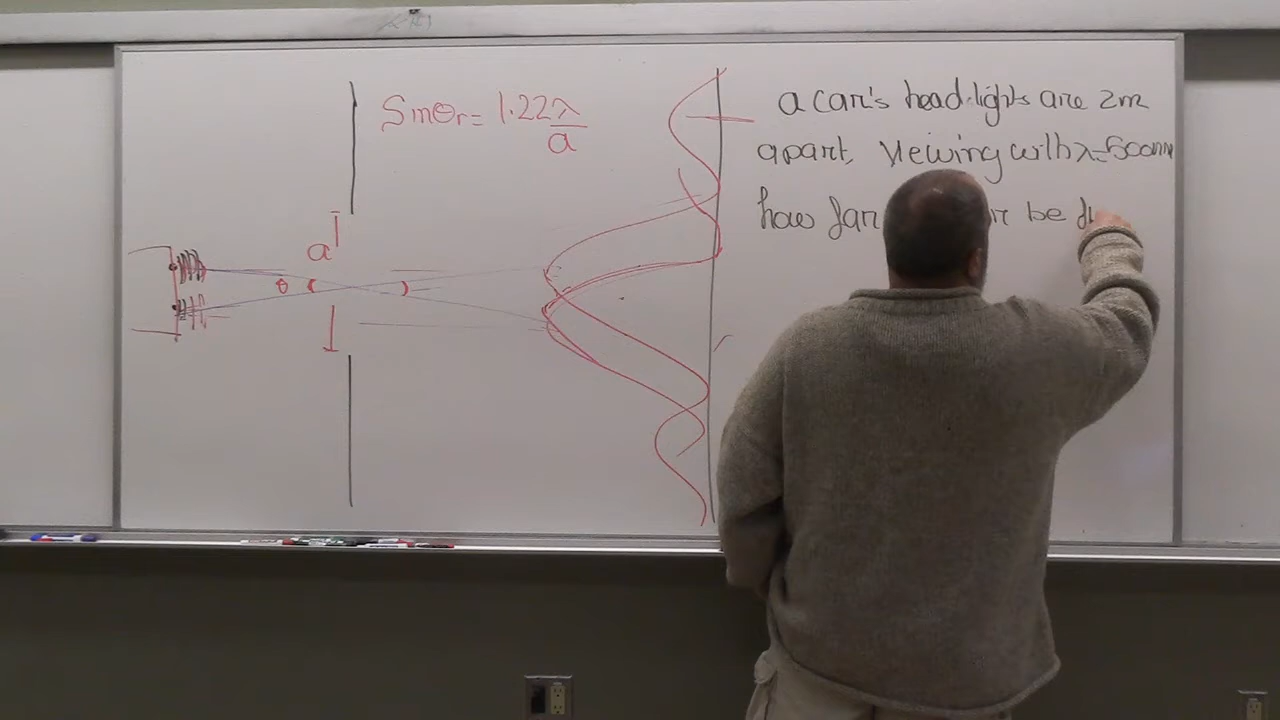 Sinθr = 1.22λ
a
a
θ
a car's headlights are 2m
apart, viewing with λ=500nm
how far be